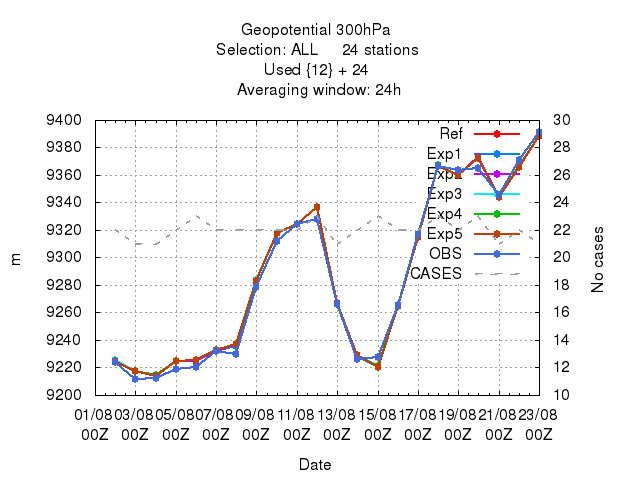 Geopotential 300hPa
Selection: ALL 24 stations
Used {12} + 24
Averaging window: 24h
9400 30
9380 28
9360 26
9340 24
9320 22
9300 20
9280 18
9260 16
9240 14
9220 12
9200 10
m
No cases
Ref
Exp1
Exp2
Exp3
Exp4
Exp5
OBS
CASES
01/08 03/08 05/08 07/08 09/08 11/08 13/08 15/08 17/08 19/08 21/08 23/08
00Z 00Z 00Z 00Z 00Z 00Z 00Z 00Z 00Z 00Z 00Z 00Z
Date